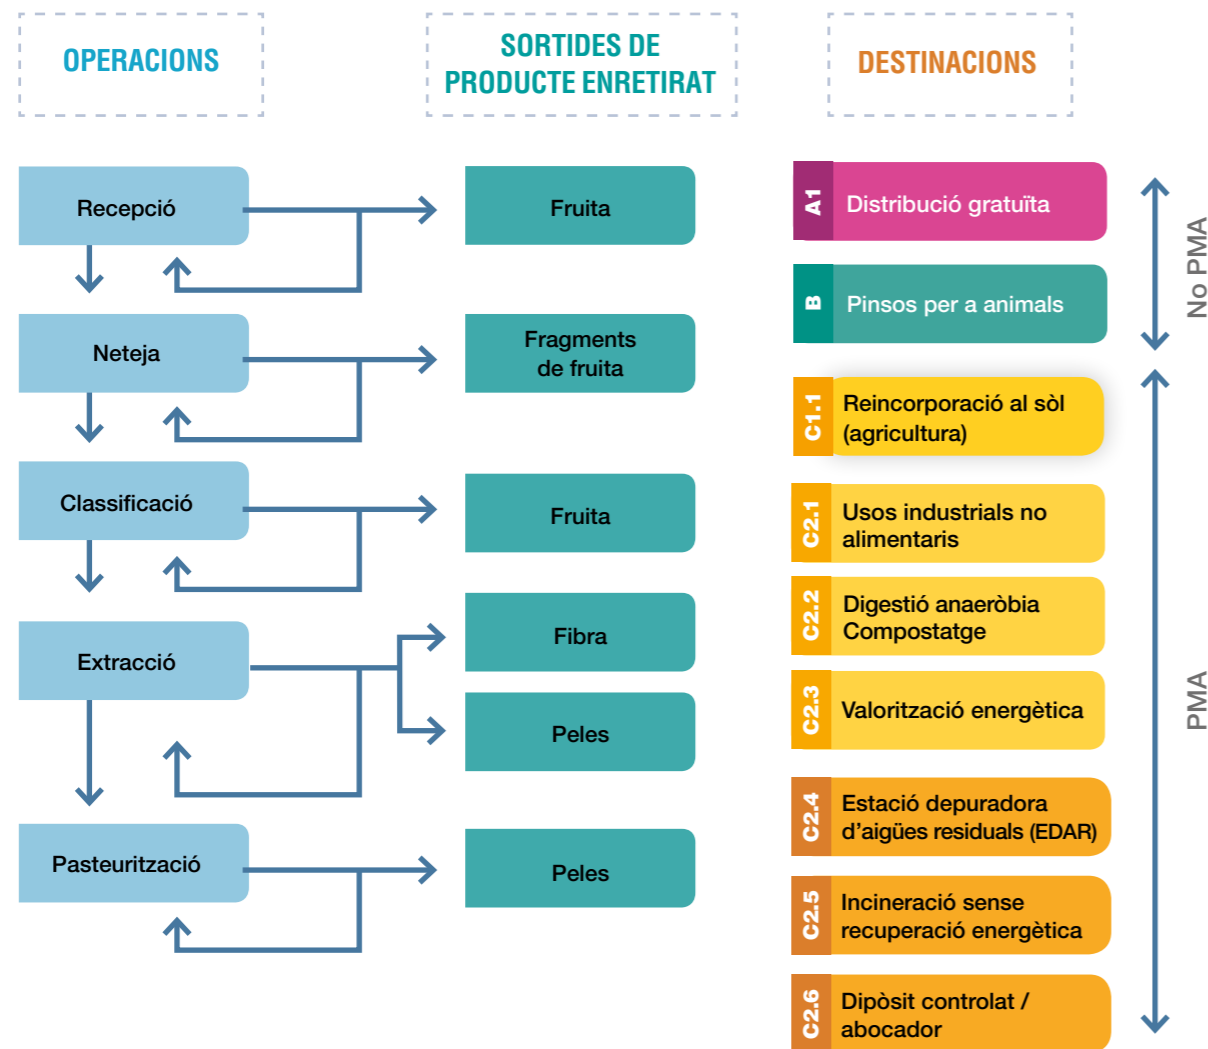 OPERACIONS
SORTIDES DE
PRODUCTE ENRETIRAT
DESTINACIONS
Recepció
Neteja
Classificació
Extracció
Pasteurització
Fruita
Fragments
de fruita
Fruita
Fibra
Peles
Peles
A1
Distribució gratuïta
B
Pinsos per a animals
C1.1
Reincorporació al sòl
(agricultura)
C2.1
Usos industrials no
alimentaris
C2.2
Digestió anaeròbia
Compostatge
C2.3
Valorització energètica
C2.4
Estació depuradora
d’aigües residuals (EDAR)
C2.5
Incineració sense
recuperació energètica
C2.6
Dipòsit controlat /
abocador
No PMA
PMA